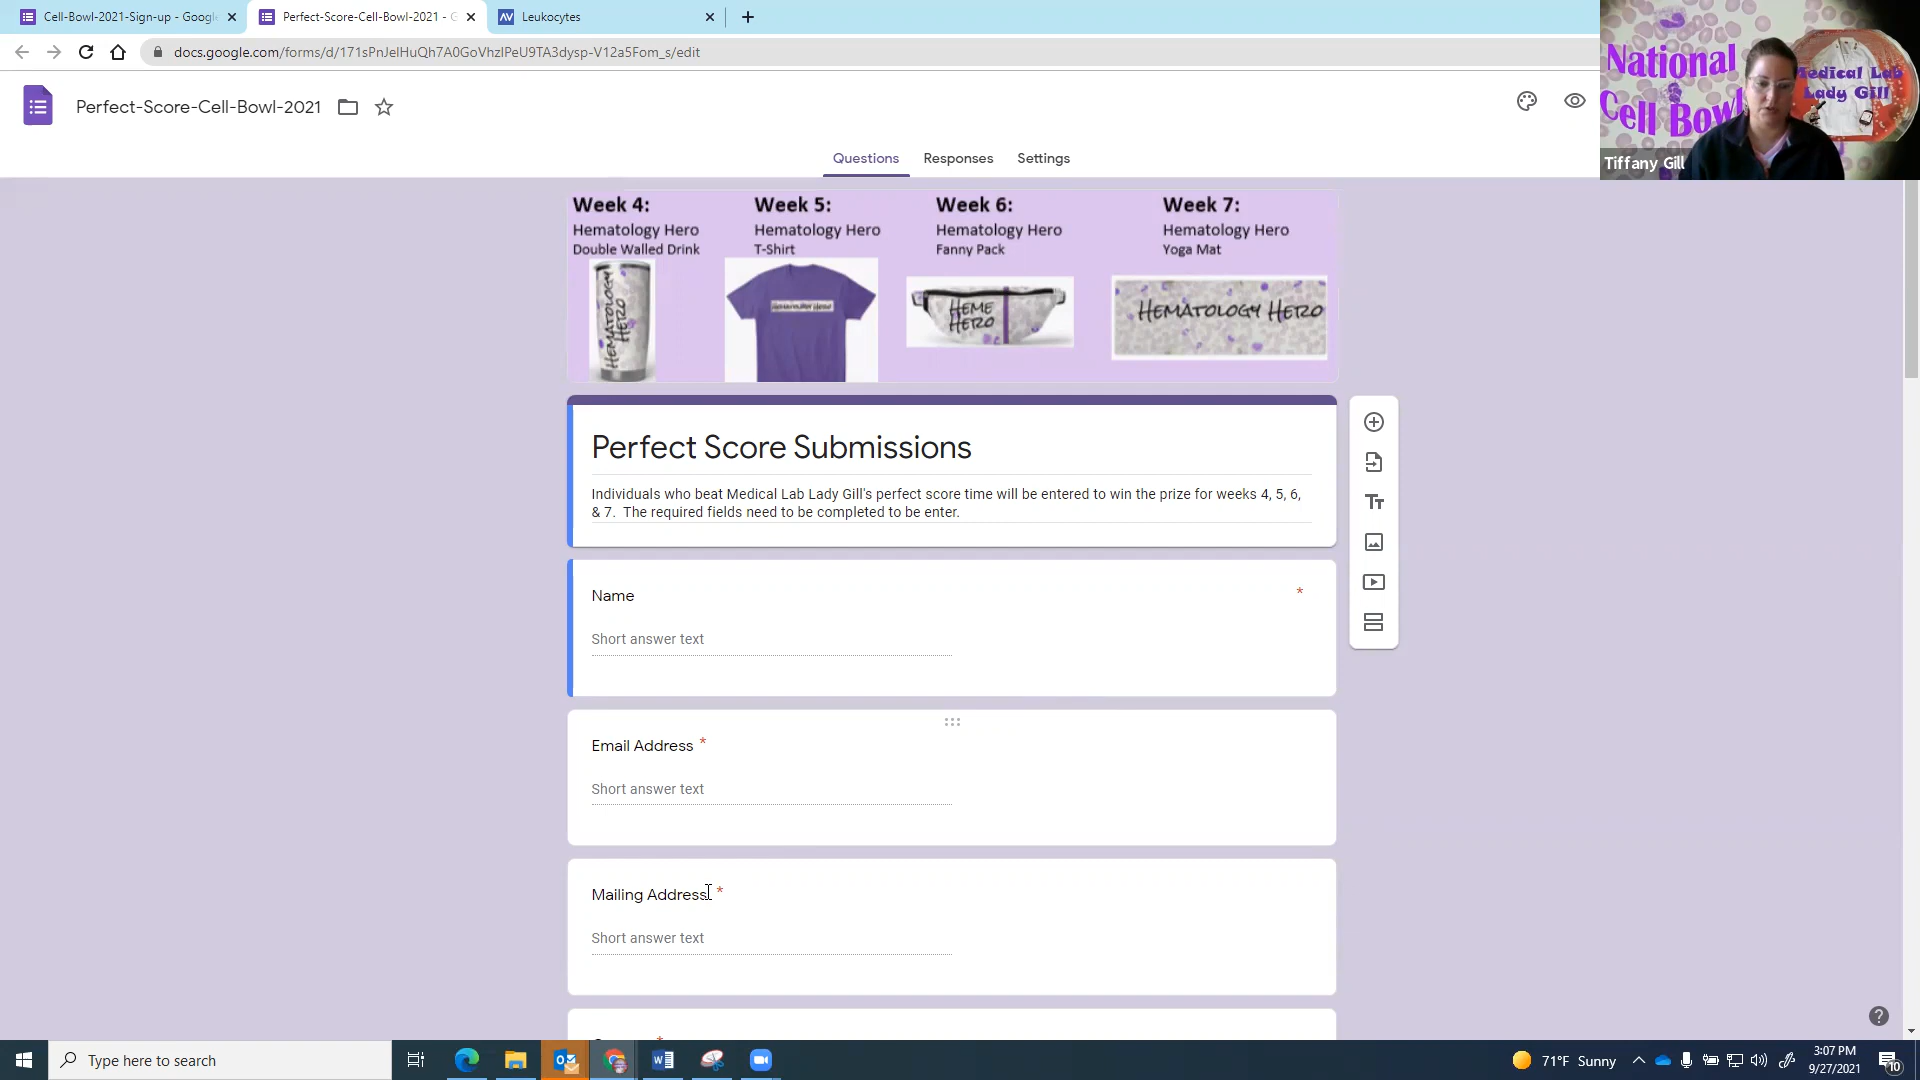 Cell-Bowl-2021-Sign-up - Googl
Perfect-Score-Cell-Bowl-2021 - G
Leukocytes
docs.google.com/forms/d/171sPnJelHuQh7A0GoVhzIPeU9TA3dysp-V12a5Fom_s/edit
National
Cell Bowl
Medical Lab
Lady Gill
Tiffany Gill
Perfect-Score-Cell-Bowl-2021
Questions Responses Settings
Week 4: Week 5: Week 6: Week 7:
Hematology Hero Hematology Hero Hematology Hero Hematology Hero
Double Walled Drink T-Shirt Fanny Pack Yoga Mat
HEMATOLOGY
HERO
Hematology Hero
HEME
HERO
HEMATOLOGY HERO
Perfect Score Submissions
Individuals who beat Medical Lab Lady Gill's perfect score time will be entered to win the prize for weeks 4, 5, 6,
& 7.  The required fields need to be completed to be enter.
Name *
Short answer text
Email Address *
Short answer text
Mailing Address *
Short answer text
Type here to search
71°F Sunny
3:07 PM
9/27/2021
10